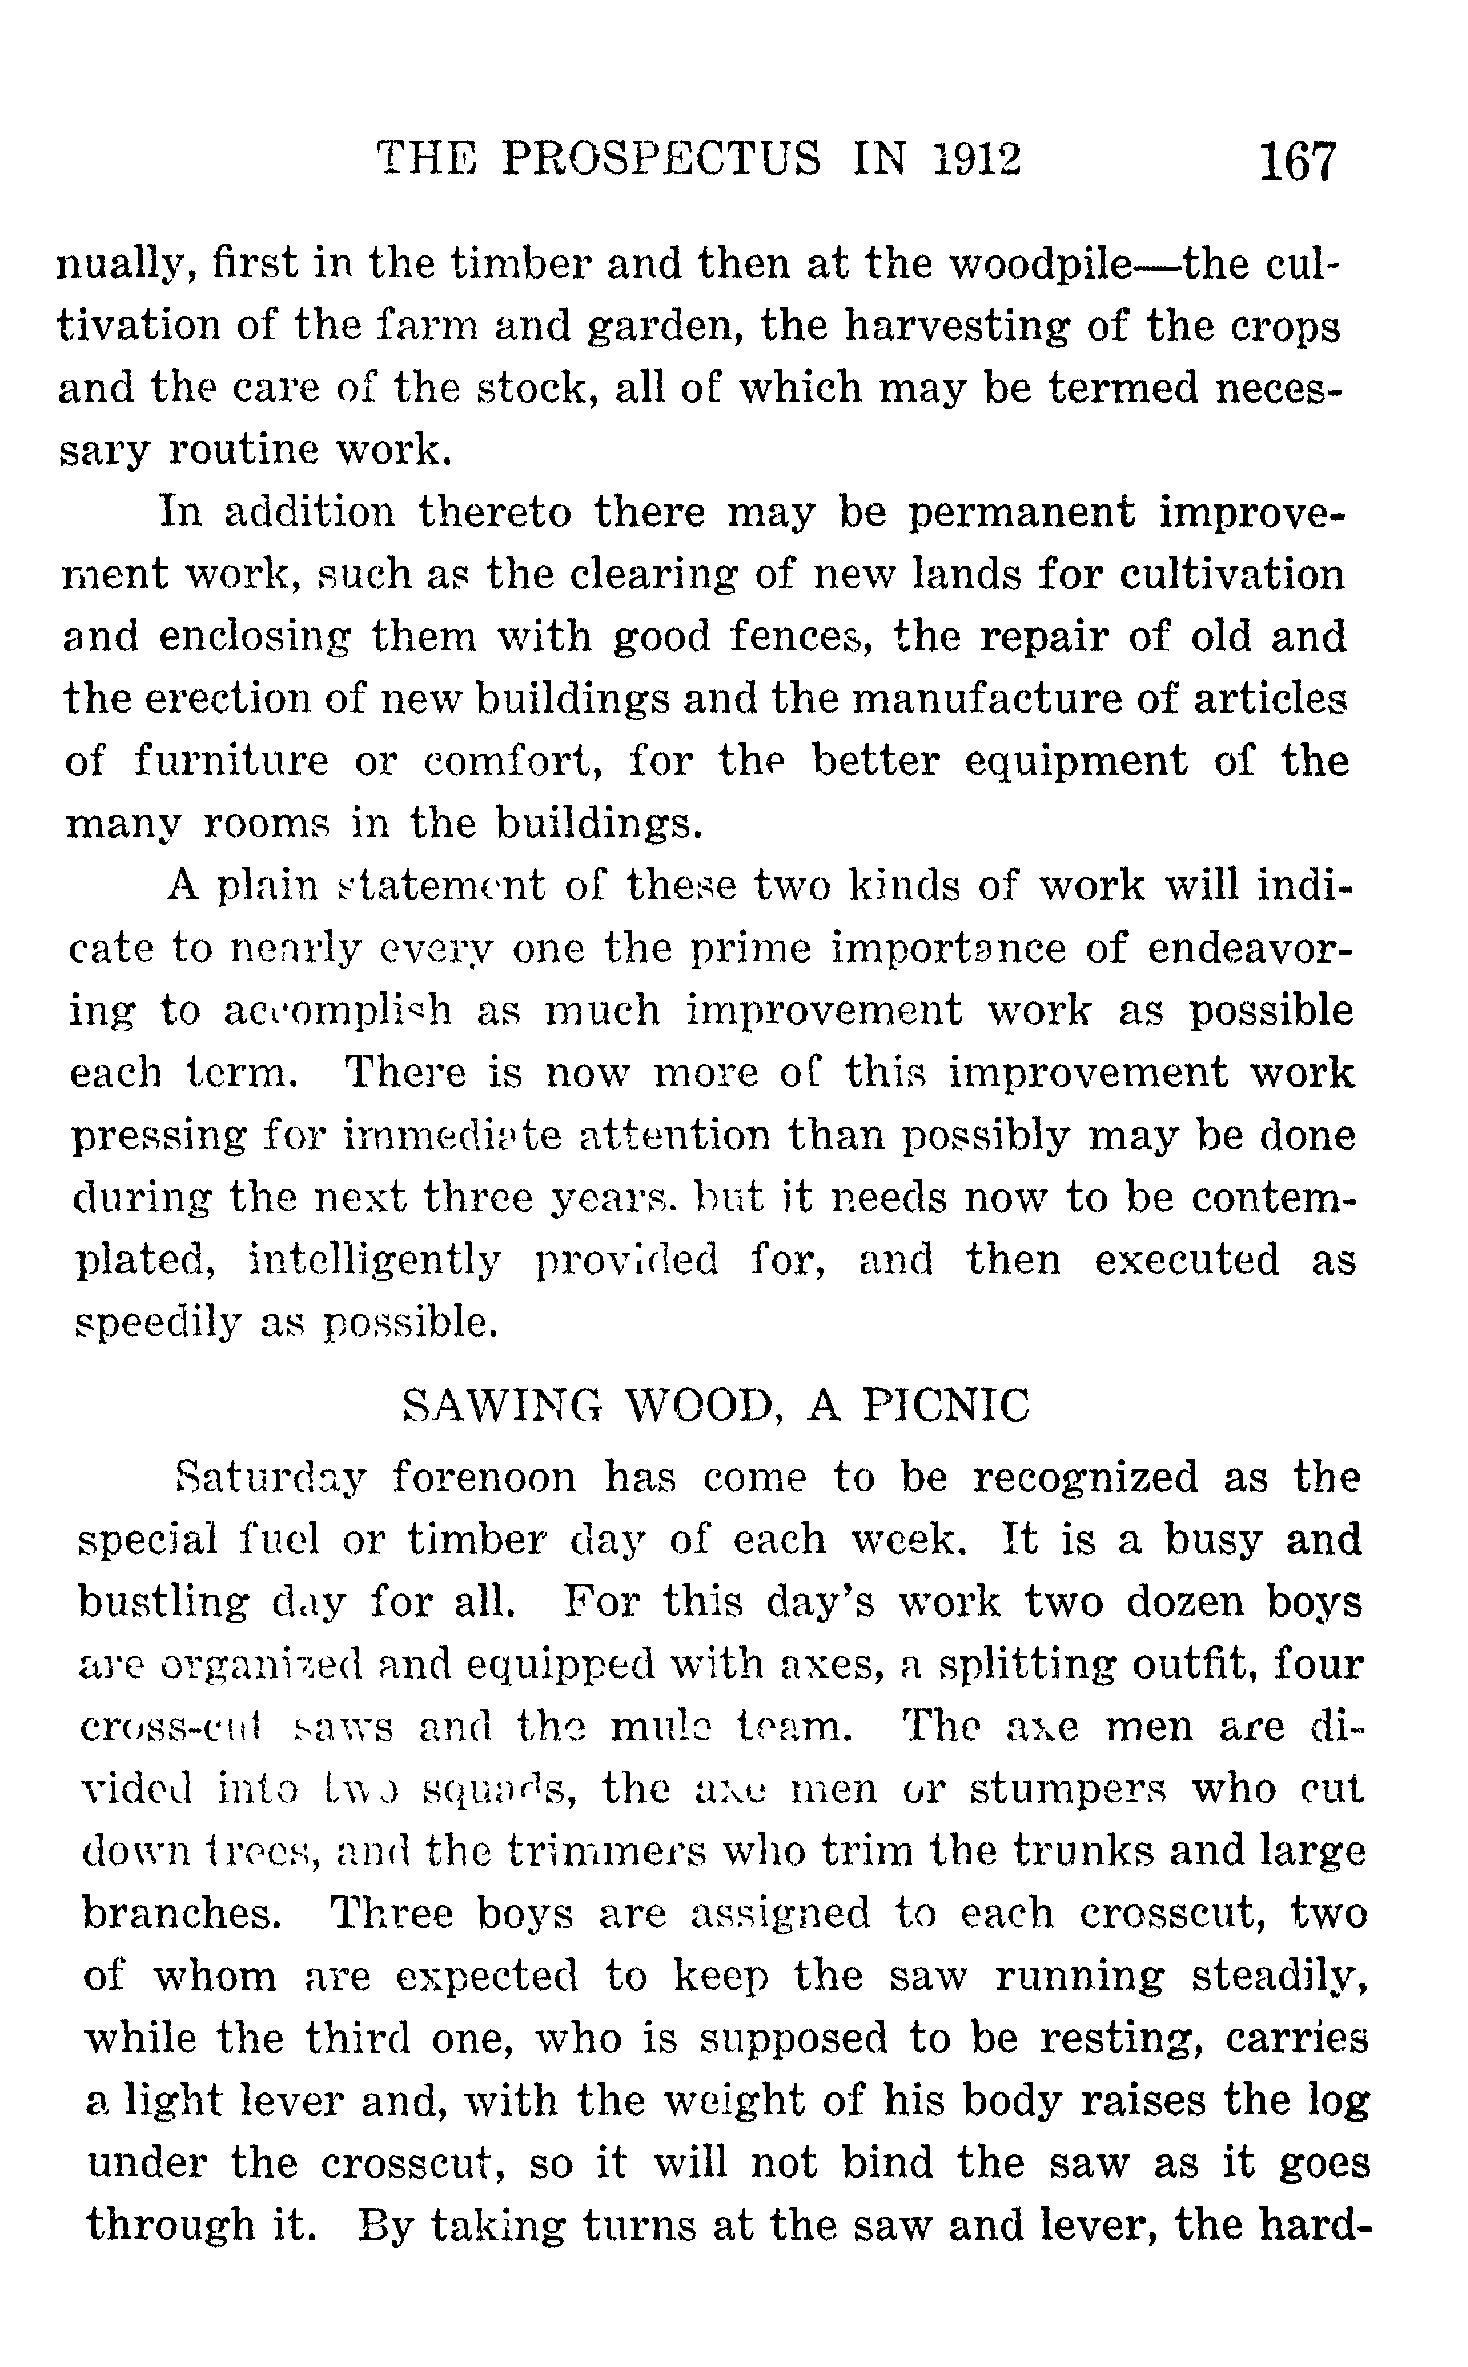 THE PROSPECTUS IN 1912 167
nually, first in the timber and then at the woodpile—the cul-
tivation of the farm and garden, the harvesting of the crops
and the care of the stock, all of which may be termed neces-
sary routine work.
In addition thereto there may be permanent improve-
ment work, such as the clearing of new lands for cultivation
and enclosing them with good fences, the repair of old and
the erection of new buildings and the manufacture of articles
of furniture or comfort, for the better equipment of the
many rooms in the buildings.
A plain statement of these two kinds of work will indi-
cate to nearly every one the prime importance of endeavor-
ing to accomplish as much improvement work as possible
each term. There is now more of this improvement work
pressing for immediate attention than possibly may be done
during the next three years. but it needs now to be contem-
plated, intelligently provided for, and then executed as
speedily as possible.
SAWING WOOD, A PICNIC
Saturday forenoon has come to be recognized as the
special fuel or timber day of each week. It is a busy and
bustling day for all. For this day's work two dozen boys
are organized and equipped with axes, a splitting outfit, four
cross-cut saws and the mule team. The axe men are di-
vided into two squads, the axe men or stumpers who cut
down trees, and the trimmers who trim the trunks and large
branches. Three boys are assigned to each crosscut, two
of whom are expected to keep the saw running steadily,
while the third one, who is supposed to be resting, carries
a light lever and, with the weight of his body raises the log
under the crosscut, so it will not bind the saw as it goes
through it. By taking turns at the saw and lever, the hard-